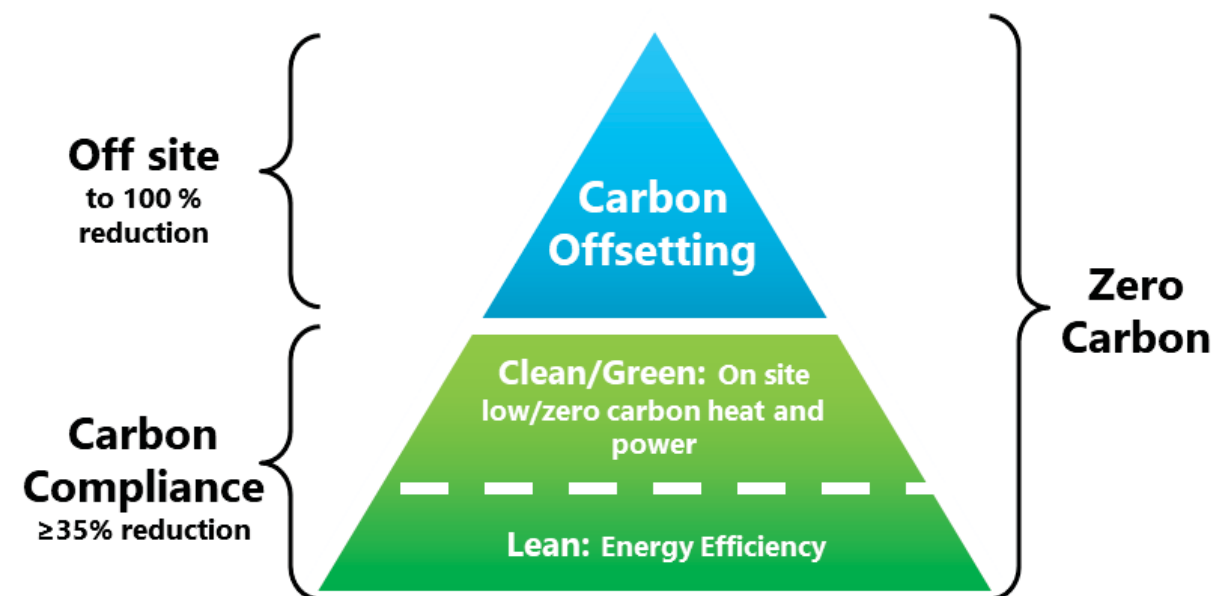 Off site
to 100 %
reduction
Carbon
Offsetting
Zero
Carbon
Clean/Green: On site
low/zero carbon heat and
power
Carbon
Compliance
≥35% reduction
Lean: Energy Efficiency